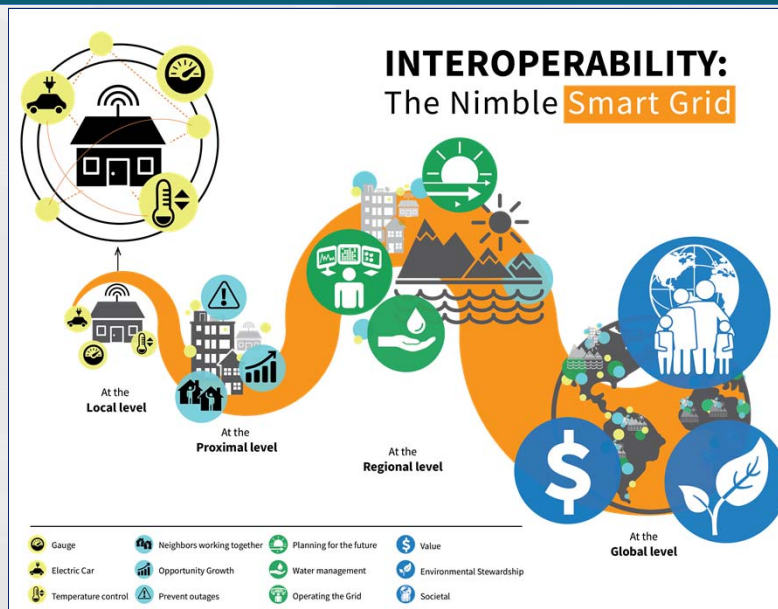 INTEROPERABILITY:
The Nimble Smart Grid
At the
Local level
At the
Proximal level
At the
Regional level
At the
Global level
$
$
Gauge
Neighbors working together
Planning for the future
$ Value
Electric Car
Opportunity Growth
Water management
Environmental Stewardship
Temperature control
Prevent outages
Operating the Grid
Societal